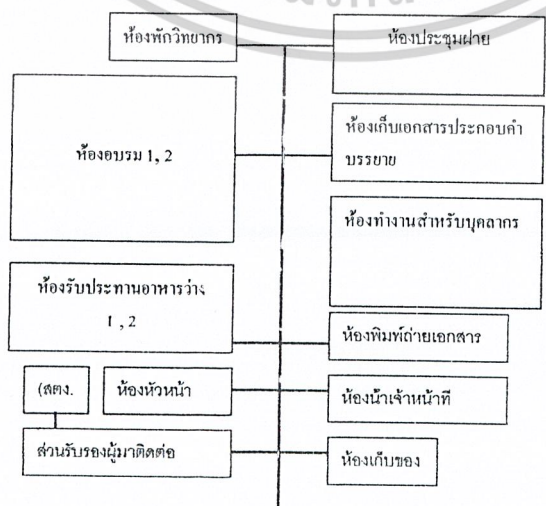 ห้องพักวิทยากร
ห้องประชุมฝ่าย
ห้องอบรม 1, 2
ห้องเก็บเอกสารประกอบคำ
บรรยาย
ห้องทำงานสำหรับบุคลากร
ห้องรับประทานอาหารว่าง
1 , 2
ห้องพิมพ์ถ่ายเอกสาร
(สตง.
ห้องหัวหน้า
ห้องน้ำเจ้าหน้าที่
ส่วนรับรองผู้มาติดต่อ
ห้องเก็บของ